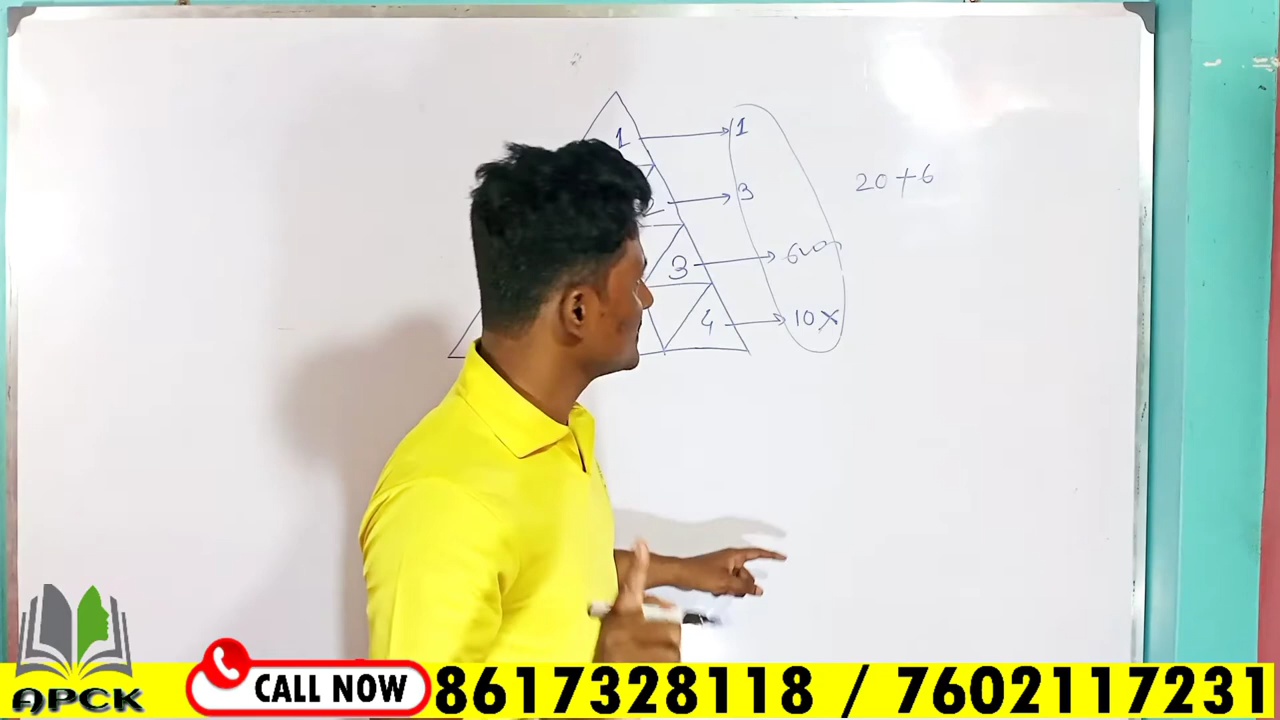 1 → 1
→ 3
20+6
3 → 6
4 → 10 X
APCK
CALL NOW 8617328118 / 7602117231